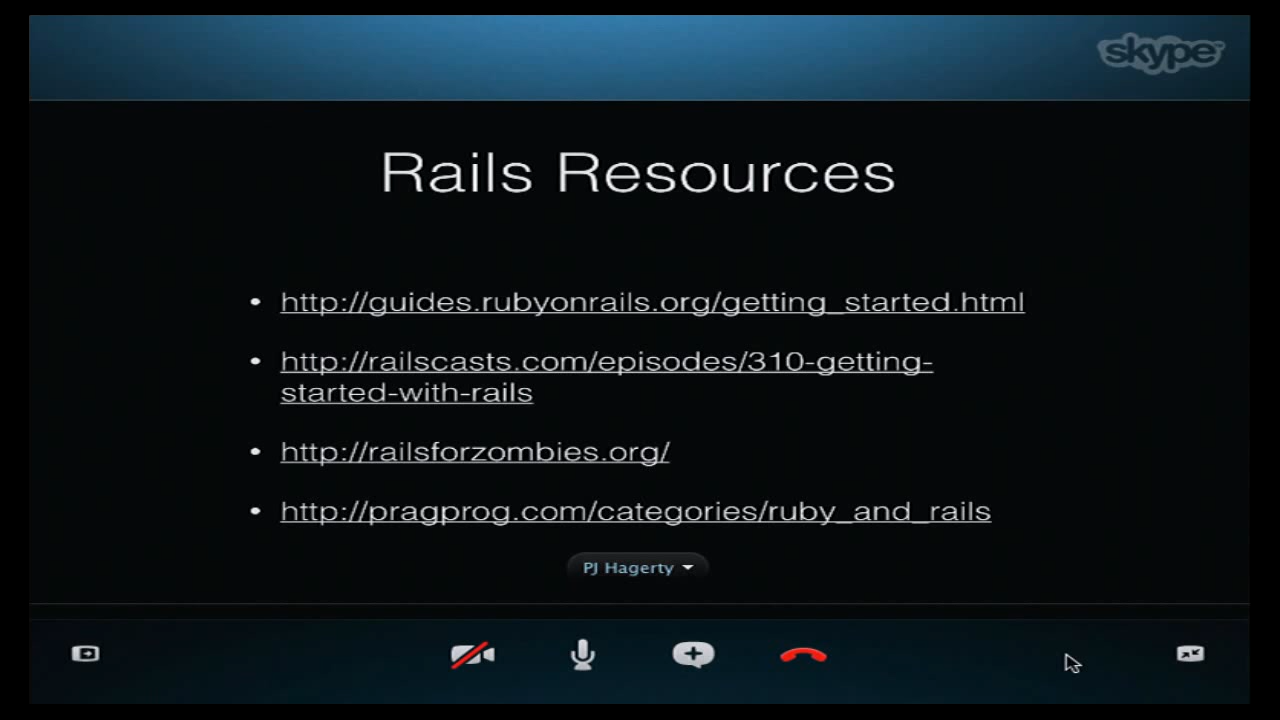 skype
Rails Resources
• http://guides.rubyonrails.org/getting_started.html
• http://railscasts.com/episodes/310-getting-
started-with-rails
• http://railsforzombies.org/
• http://pragprog.com/categories/ruby_and_rails
PJ Hagerty